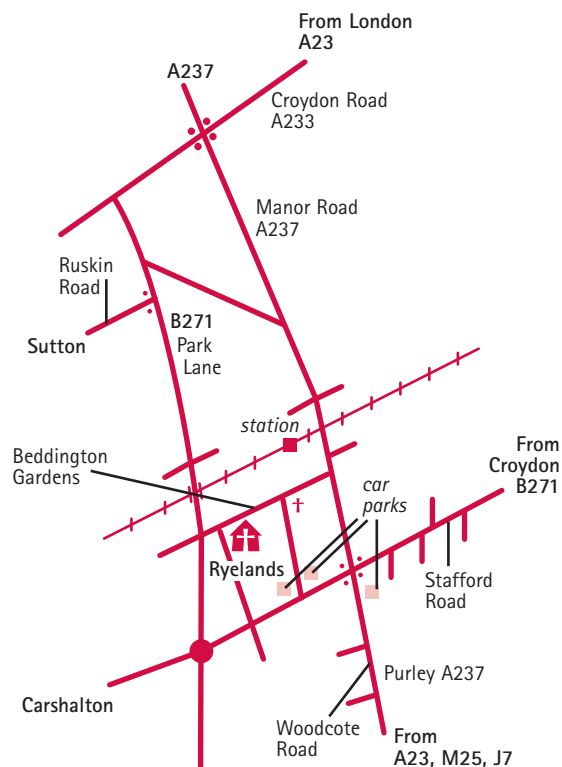 From London
A23
A237
Croydon Road
A233
Manor Road
A237
Ruskin
Road
B271
Park
Lane
Sutton
station
From
Croydon
B271
Beddington
Gardens
car
parks
Ryelands
Stafford
Road
Purley A237
Carshalton
Woodcote
Road
From
A23, M25, J7